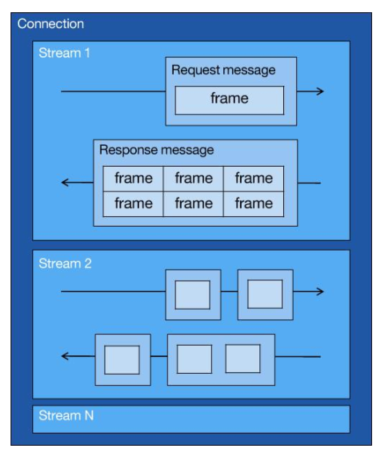 Connection
Stream 1
Request message
frame
Response message
frame frame frame
frame frame frame
Stream 2
Stream N